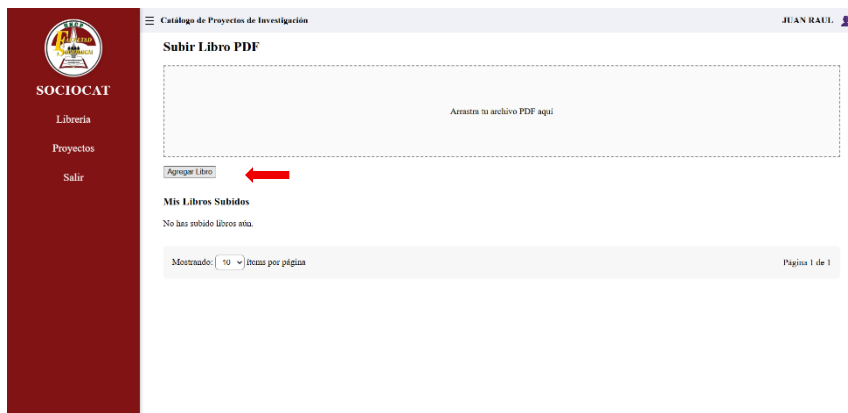 ☰ Catálogo de Proyectos de Investigación
JUAN RAUL
SOCIOCAT
Librería
Proyectos
Salir
Subir Libro PDF
Arrastra tu archivo PDF aquí
Agregar Libro
Mis Libros Subidos
No has subido libros aún.
Mostrando: 10 ítems por página
Página 1 de 1